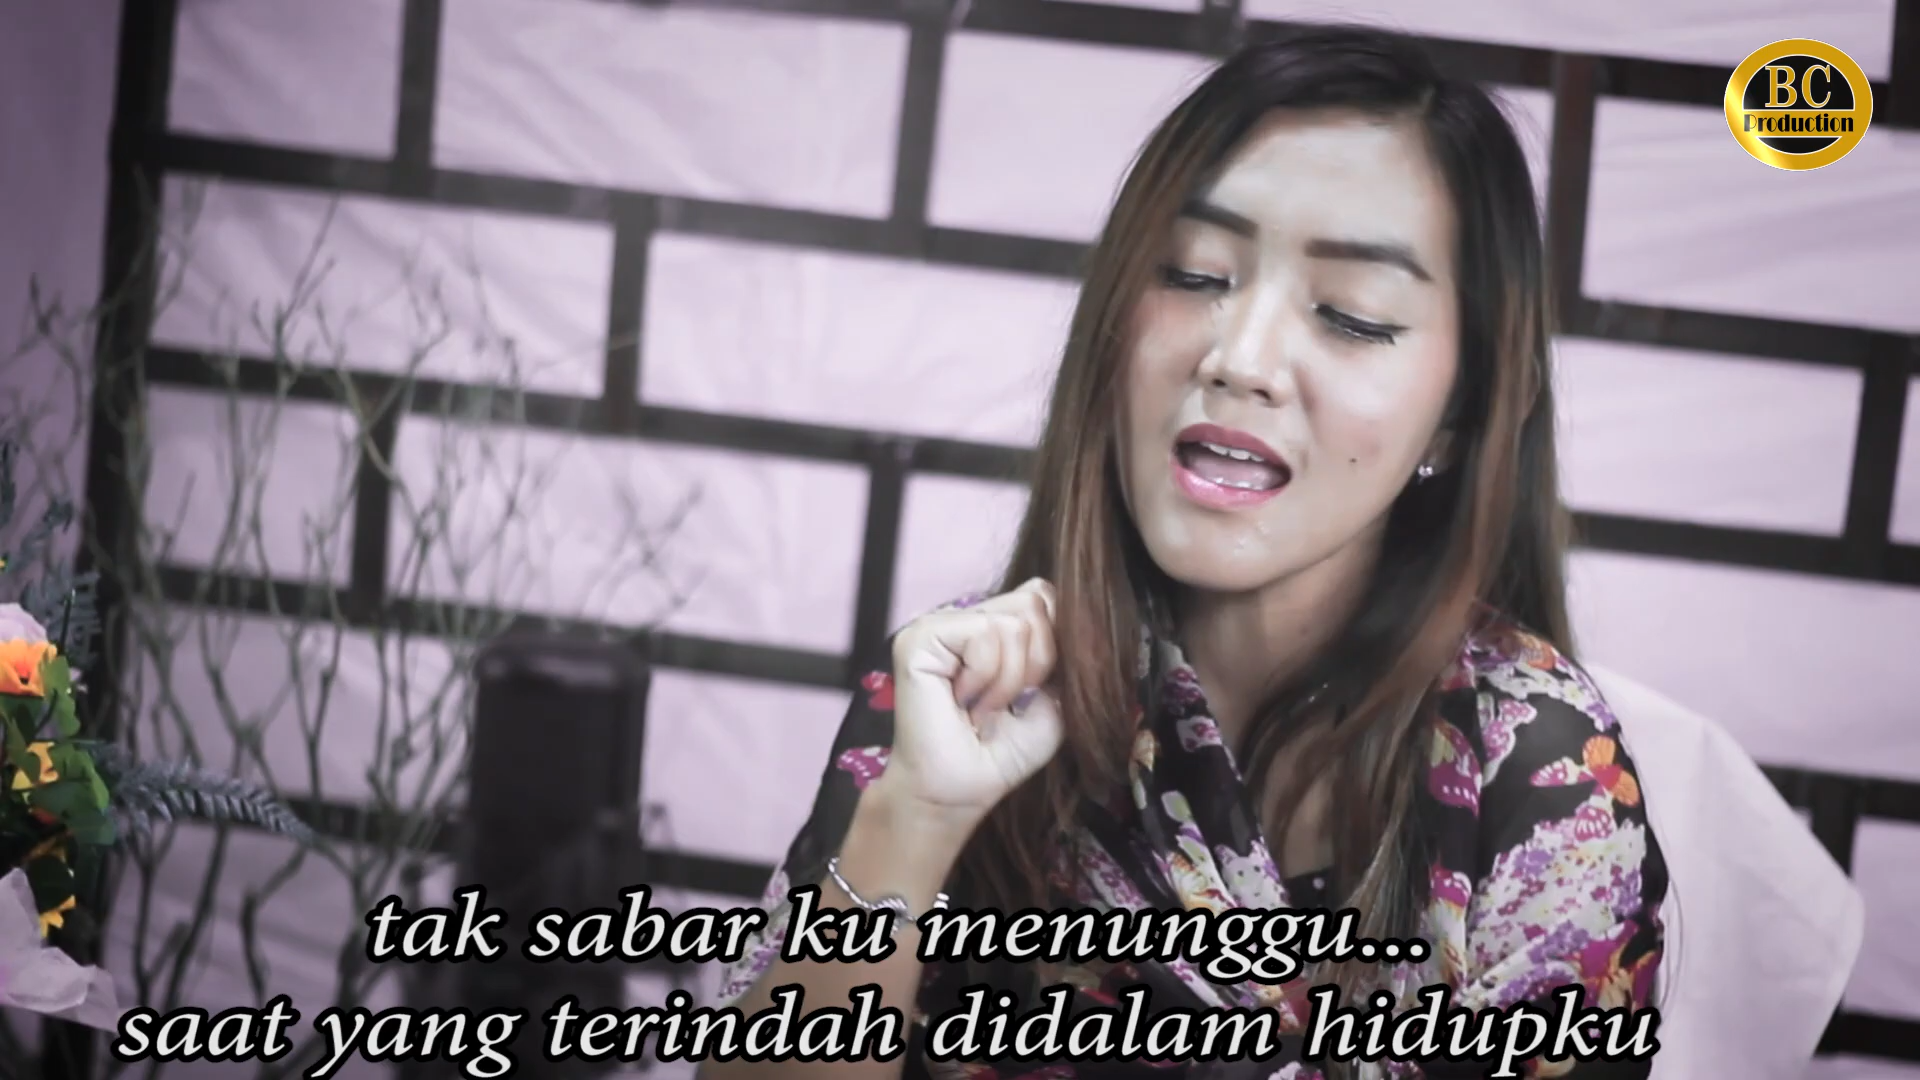 BC
Production
tak sabar ku menunggu...
saat yang terindah didalam hidupku